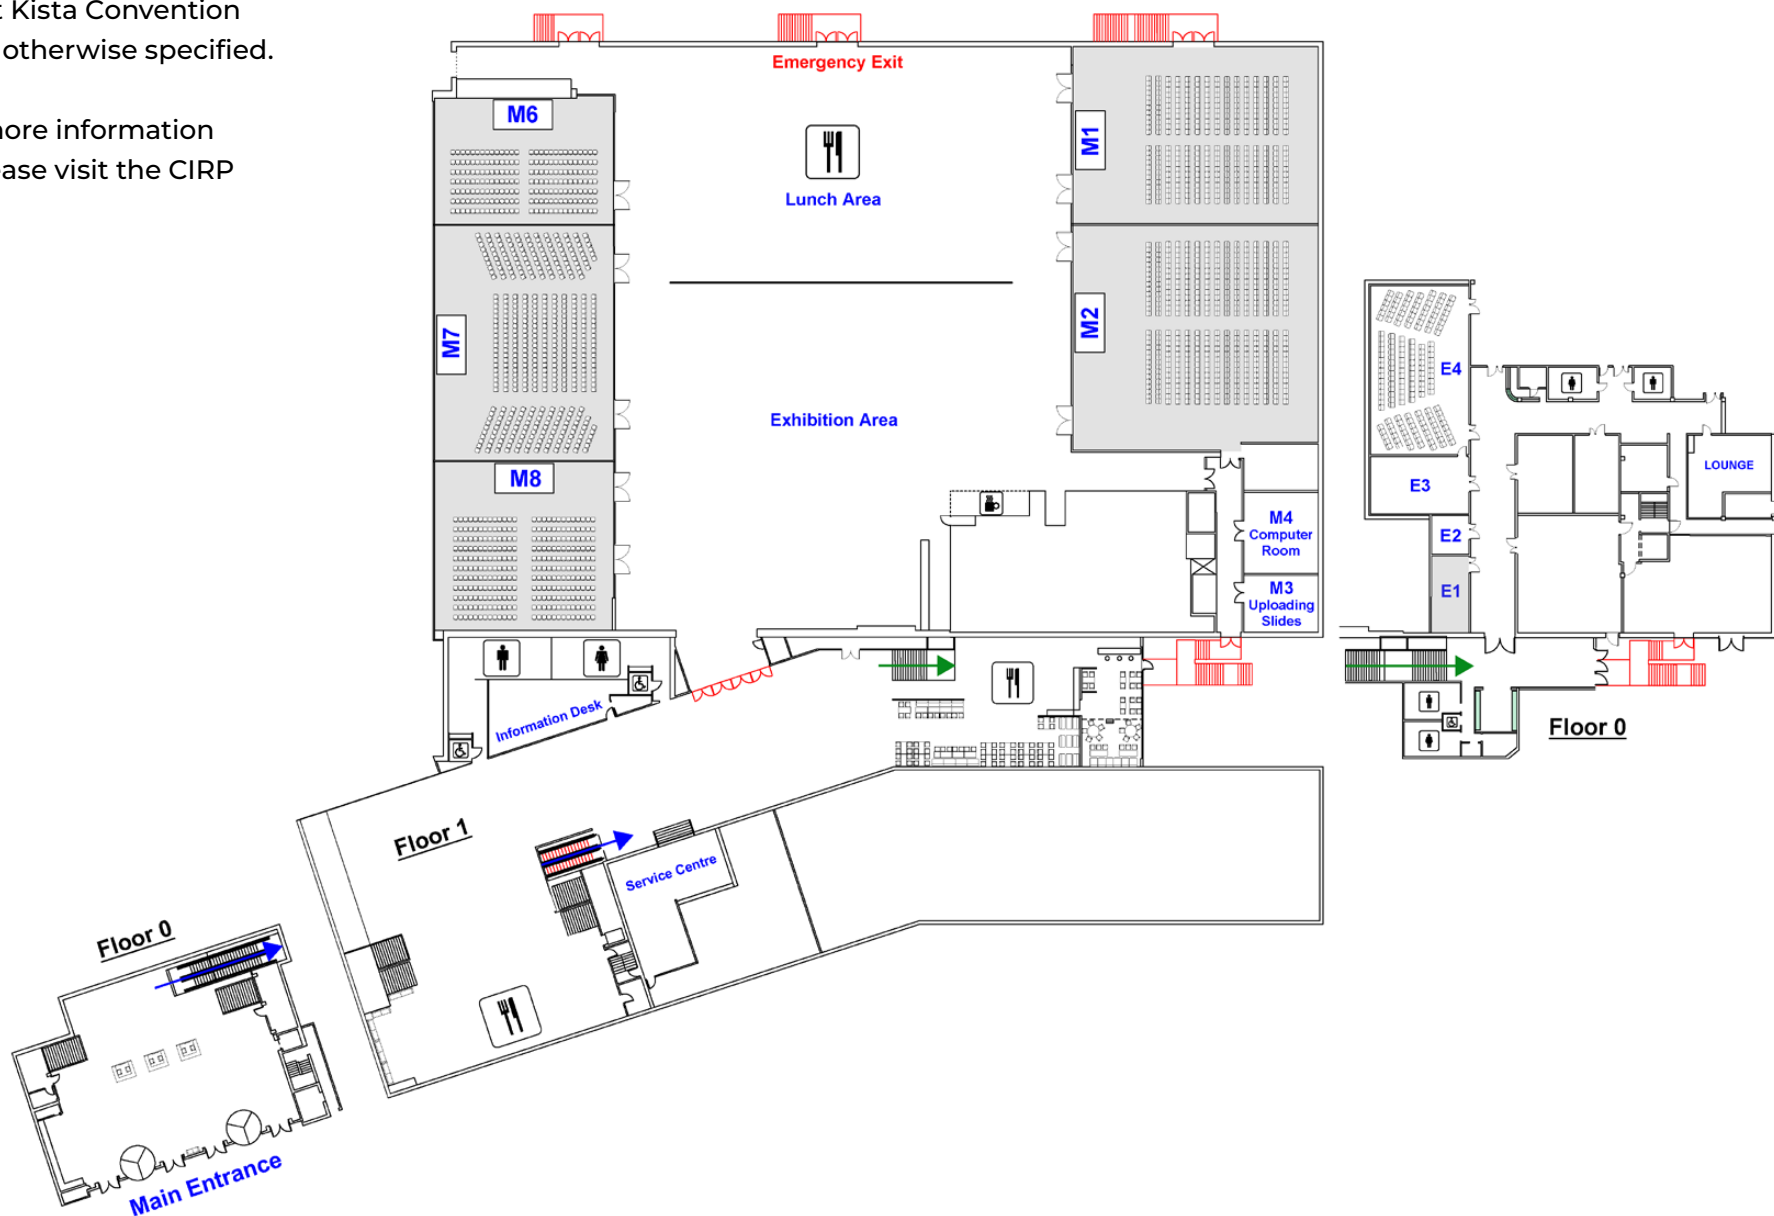 t Kista Convention
otherwise specified.
nore information
ease visit the CIRP
Emergency Exit
M6
M1
Lunch Area
M7
M2
Exhibition Area
M8
M4
Computer
Room
M3
Uploading
Slides
E4
E3
LOUNGE
E2
E1
Floor 0
Information Desk
Floor 1
Service Centre
Floor 0
Main Entrance